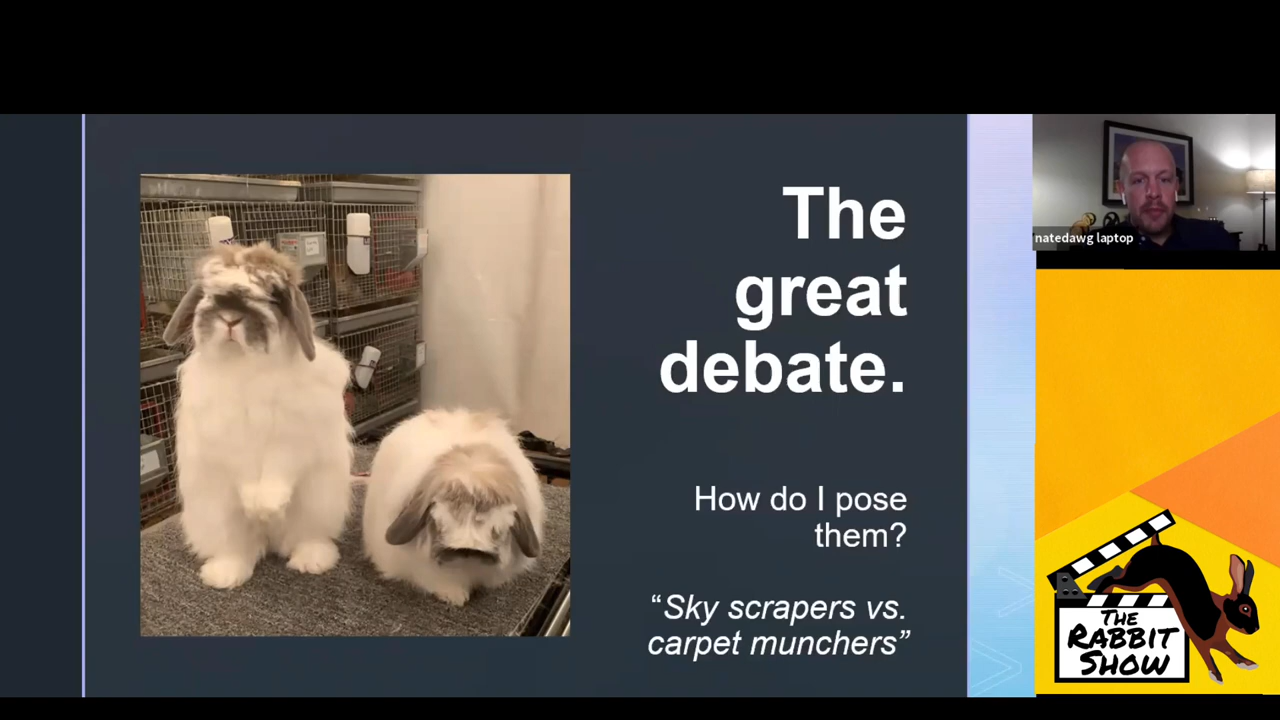 The
great
debate.
How do I pose
them?
“Sky scrapers vs.
carpet munchers”
natedawg laptop
THE
RABBIT
SHOW